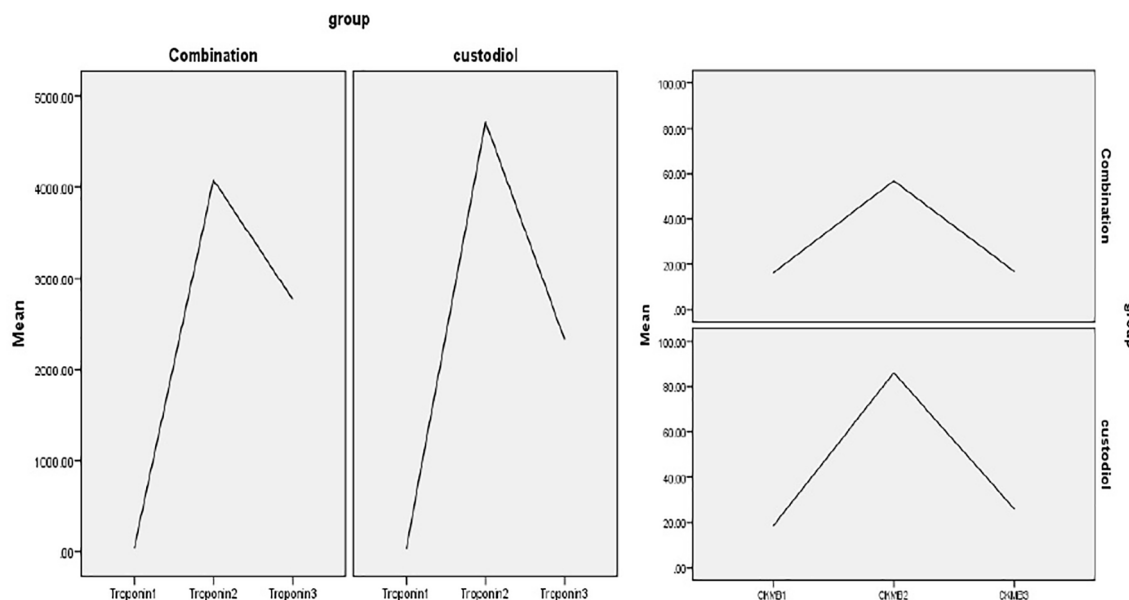 group
Combination
custodiol
5000.00
4000.00
3000.00
2000.00
1000.00
.00
Mean
Troponin1
Troponin2
Troponin3
Troponin1
Troponin2
Troponin3
100.00
80.00
60.00
40.00
20.00
.00
Combination
Mean
group
100.00
80.00
60.00
40.00
20.00
.00
custodiol
CKMB1
CKMB2
CKMB3